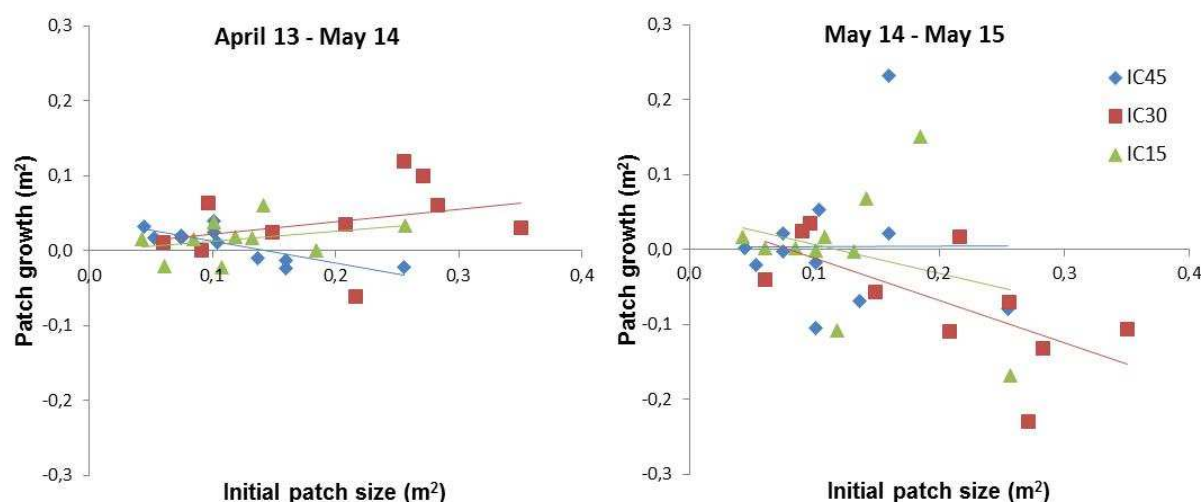 April 13 - May 14
0,3
0,2
0,1
0,0
-0,1
-0,2
-0,3
0,0
0,1
0,2
0,3
0,4
Patch growth (m²)
Initial patch size (m²)
May 14 - May 15
0,3
0,2
0,1
0,0
-0,1
-0,2
-0,3
0,0
0,1
0,2
0,3
0,4
Patch growth (m²)
Initial patch size (m²)
IC45
IC30
IC15